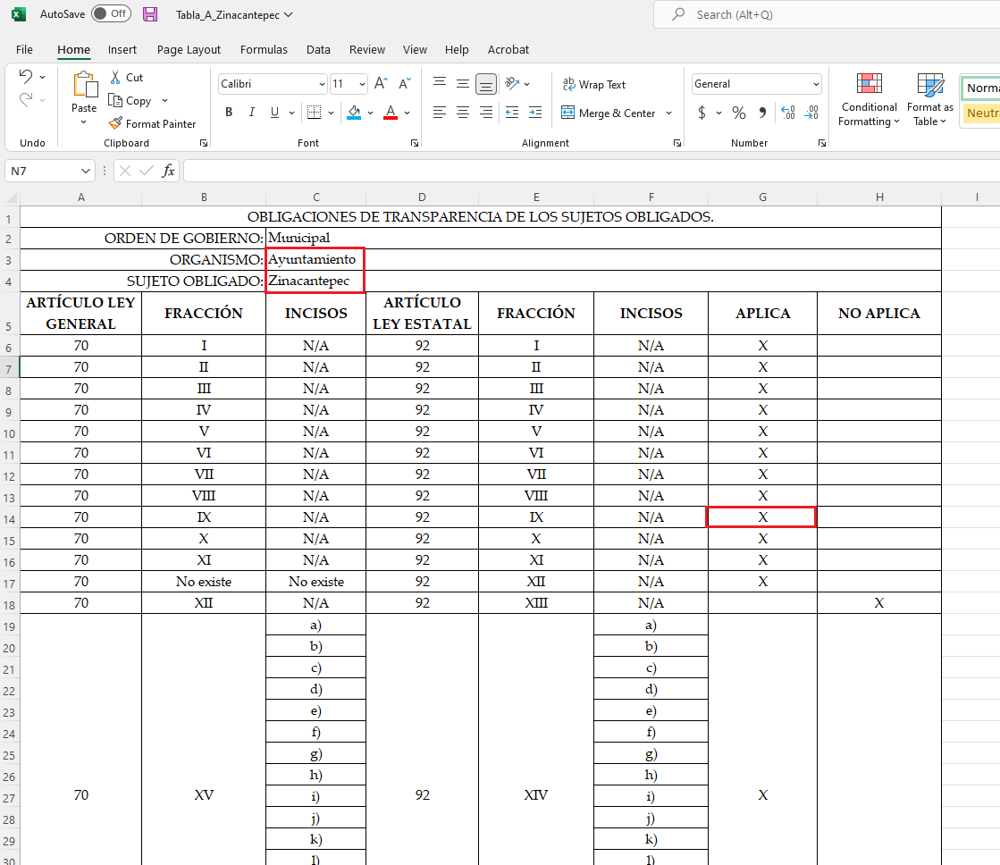 AutoSave Off Tabla_A_Zinacantepec Search (Alt+Q)
File Home Insert Page Layout Formulas Data Review View Help Acrobat
Cut
Copy
Paste
Format Painter
Undo Clipboard
Calibri 11
B I U
Font
Wrap Text
Merge & Center
Alignment
General
$ % 9
Number
Conditional Formatting
Format as Table
Norma
Neutra
N7 fx
A B C D E F G H I
1 OBLIGACIONES DE TRANSPARENCIA DE LOS SUJETOS OBLIGADOS.
2 ORDEN DE GOBIERNO: Municipal
3 ORGANISMO: Ayuntamiento
4 SUJETO OBLIGADO: Zinacantepec
5 ARTÍCULO LEY GENERAL FRACCIÓN INCISOS ARTÍCULO LEY ESTATAL FRACCIÓN INCISOS APLICA NO APLICA
6 70 I N/A 92 I N/A X
7 70 II N/A 92 II N/A X
8 70 III N/A 92 III N/A X
9 70 IV N/A 92 IV N/A X
10 70 V N/A 92 V N/A X
11 70 VI N/A 92 VI N/A X
12 70 VII N/A 92 VII N/A X
13 70 VIII N/A 92 VIII N/A X
14 70 IX N/A 92 IX N/A X
15 70 X N/A 92 X N/A X
16 70 XI N/A 92 XI N/A X
17 70 No existe No existe 92 XII N/A X
18 70 XII N/A 92 XIII N/A X
19 a) a)
20 b) b)
21 c) c)
22 d) d)
23 e) e)
24 f) f)
25 g) g)
26 h) h)
27 70 XV i) 92 XIV i) X
28 j) j)
29 k) k)
30 l) l)